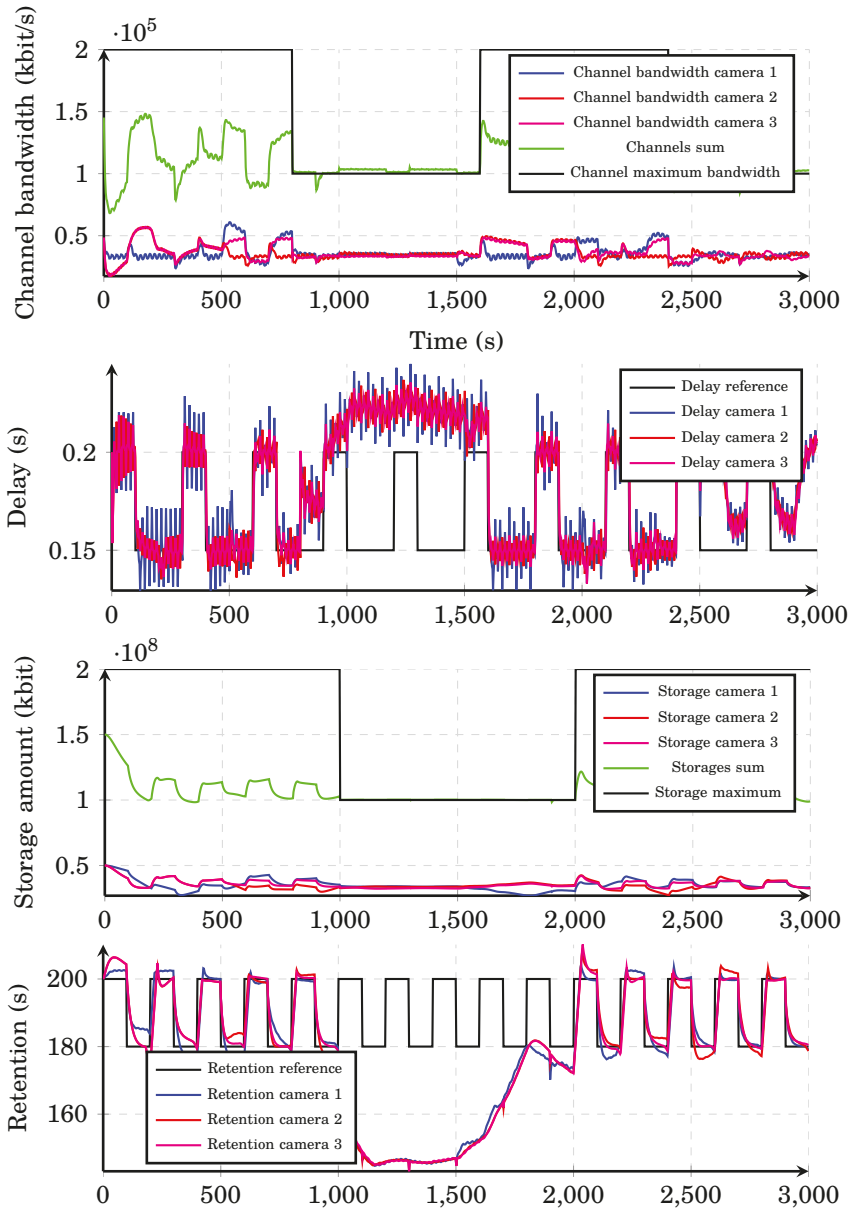 ·10^5
Channel bandwidth (kbit/s)
2
1.5
1
0.5
Channel bandwidth camera 1
Channel bandwidth camera 2
Channel bandwidth camera 3
Channels sum
Channel maximum bandwidth
0 500 1,000 1,500 2,000 2,500 3,000
Time (s)
Delay (s)
0.2
0.15
Delay reference
Delay camera 1
Delay camera 2
Delay camera 3
0 500 1,000 1,500 2,000 2,500 3,000
·10^8
Storage amount (kbit)
2
1.5
1
0.5
Storage camera 1
Storage camera 2
Storage camera 3
Storages sum
Storage maximum
0 500 1,000 1,500 2,000 2,500 3,000
Retention (s)
200
180
160
Retention reference
Retention camera 1
Retention camera 2
Retention camera 3
0 500 1,000 1,500 2,000 2,500 3,000